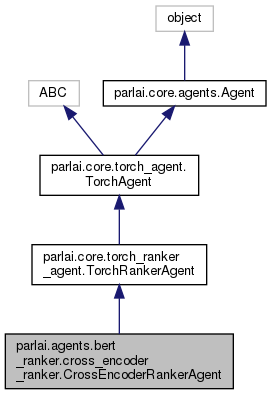 object
ABC
parlai.core.agents.Agent
parlai.core.torch_agent.
TorchAgent
parlai.core.torch_ranker
_agent.TorchRankerAgent
parlai.agents.bert
_ranker.cross_encoder
_ranker.CrossEncoderRankerAgent